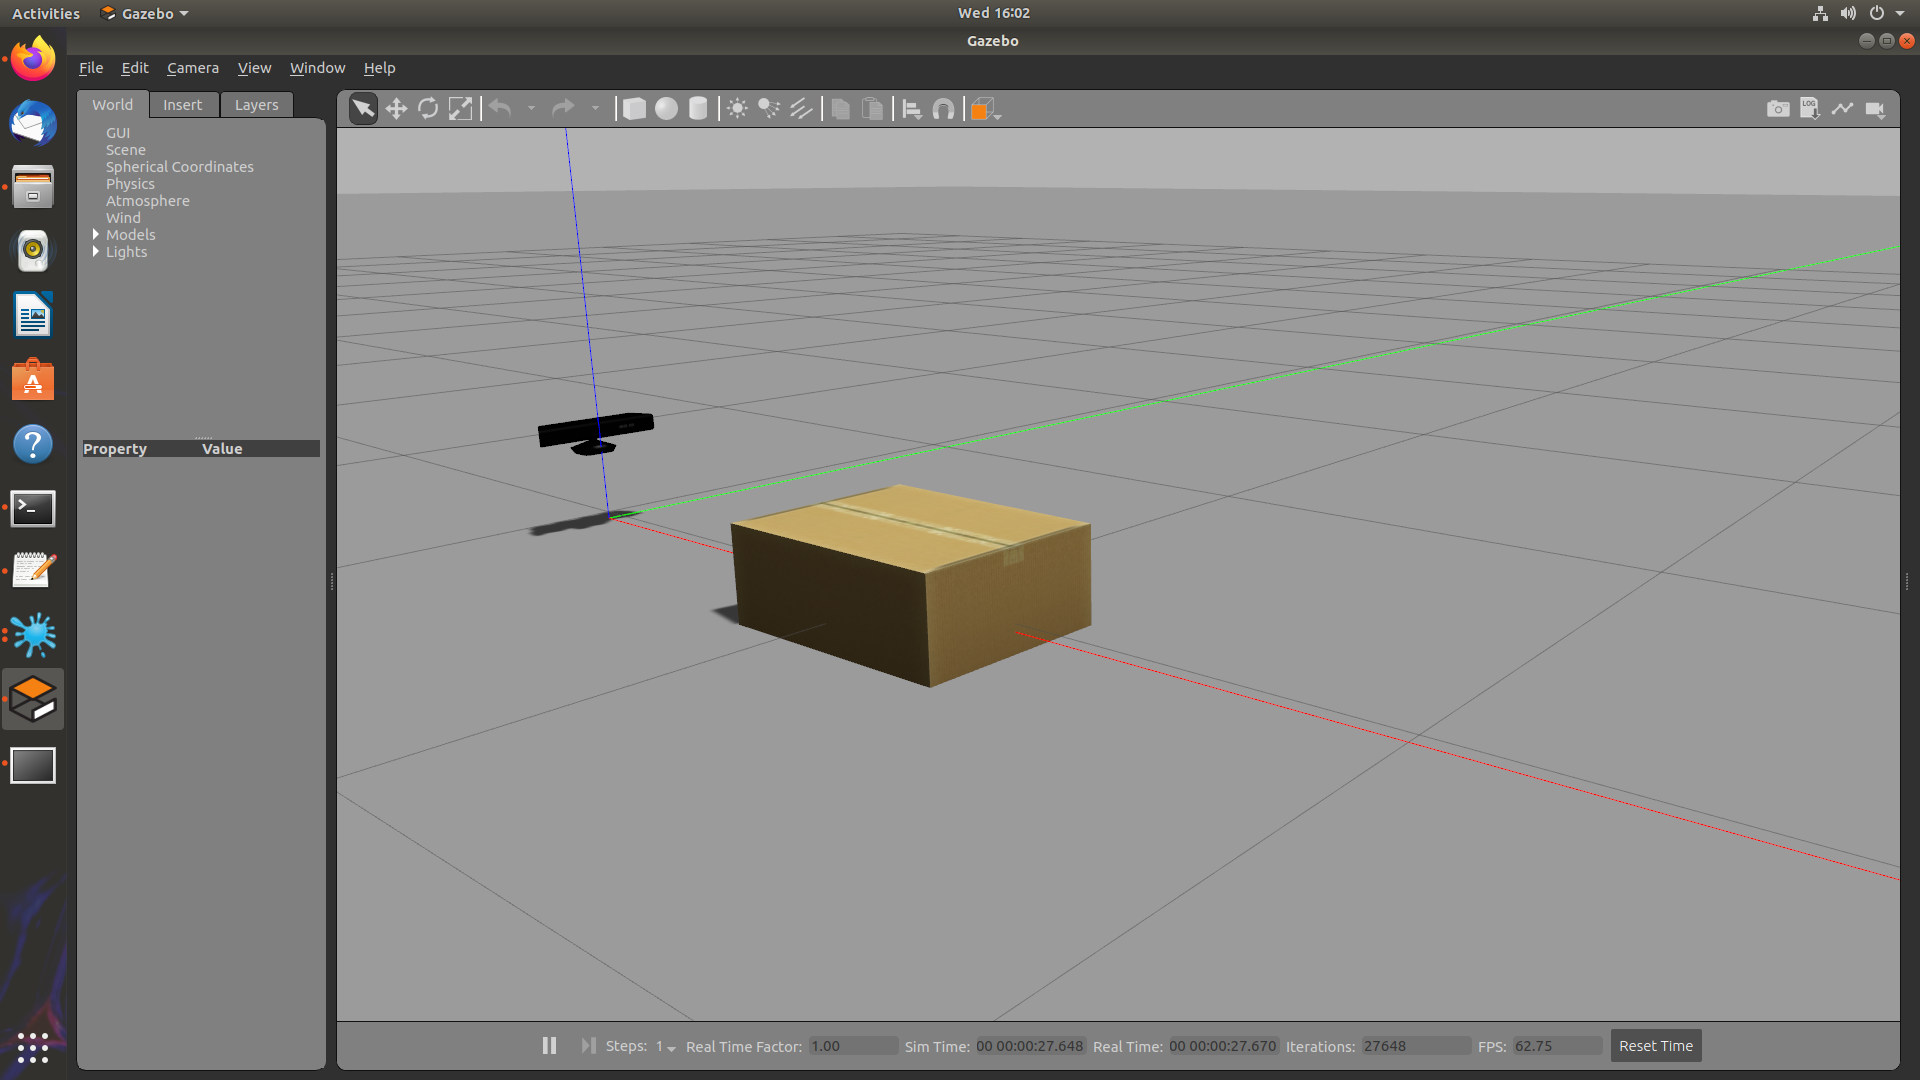 Activities Gazebo Wed 16:02
Gazebo
File Edit Camera View Window Help
World Insert Layers
LOG
GUI
Scene
Spherical Coordinates
Physics
Atmosphere
Wind
Models
Lights
Property Value
Steps: 1 Real Time Factor: 1.00 Sim Time: 00 00:00:27.648 Real Time: 00 00:00:27.670 Iterations: 27648 FPS: 62.75 Reset Time